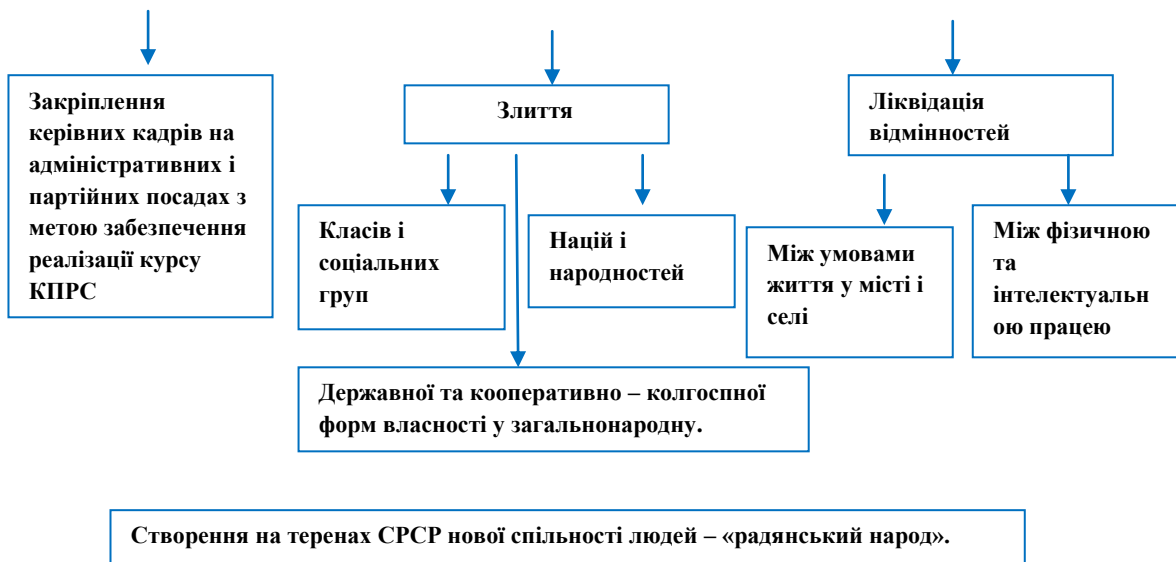 Закріплення
керівних кадрів на
адміністративних і
партійних посадах з
метою забезпечення
реалізації курсу
КПРС
Злиття
Ліквідація
відмінностей
Класів і
соціальних
груп
Націй і
народностей
Між умовами
життя у місті і
селі
Між фізичною
та
інтелектуальн
ою працею
Державної та кооперативно – колгоспної
форм власності у загальнонародну.
Створення на теренах СРСР нової спільності людей – «радянський народ».